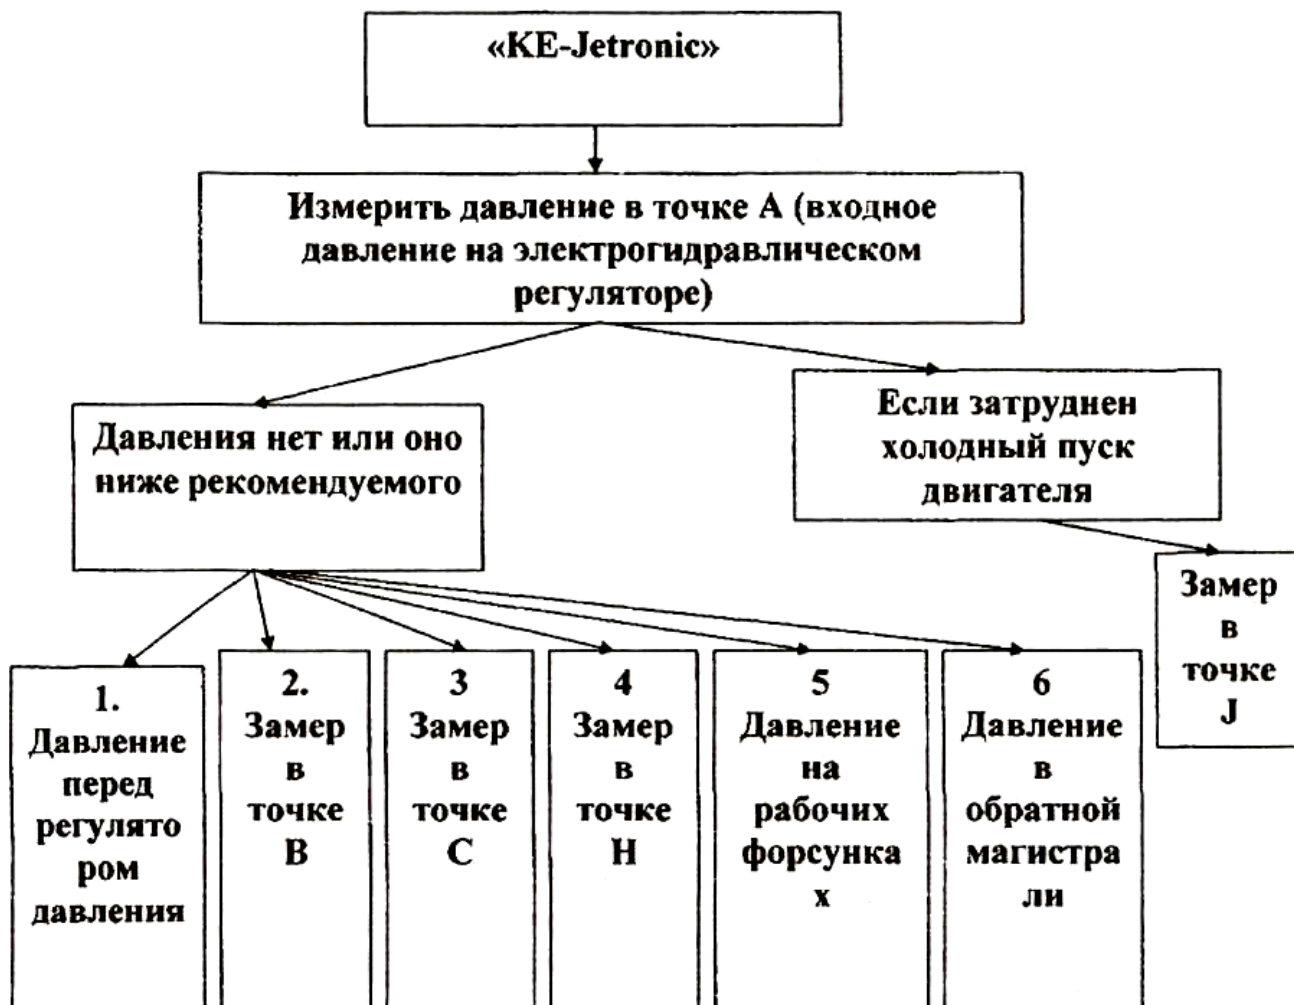 «KE-Jetronic»
Измерить давление в точке А (входное
давление на электрогидравлическом
регуляторе)
Давления нет или оно
ниже рекомендуемого
Если затруднен
холодный пуск
двигателя
Замер
в
точке
J
1.
Давление
перед
регулято
ром
давления
2.
Замер
в
точке
В
3
Замер
в
точке
С
4
Замер
в
точке
Н
5
Давление
на
рабочих
форсунка
х
6
Давление
в
обратной
магистра
ли